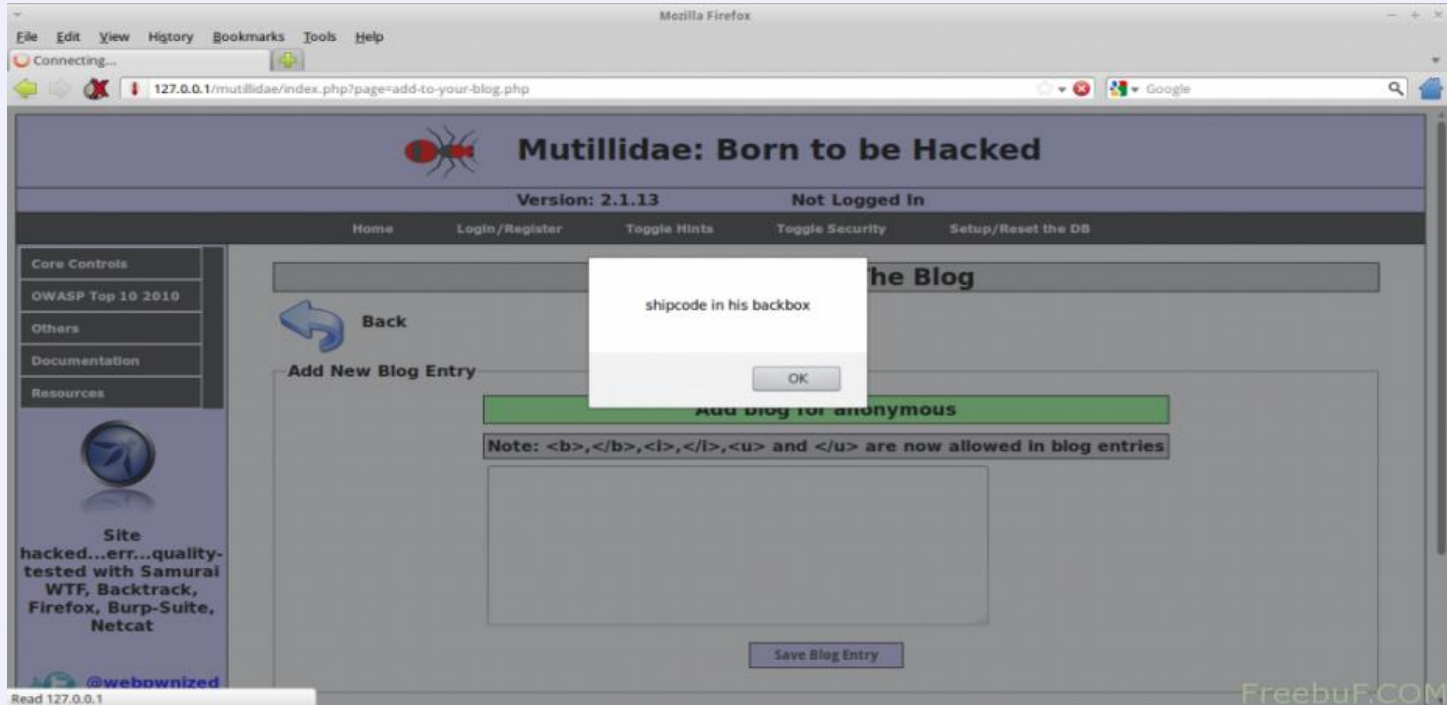 Mozilla Firefox
File Edit View History Bookmarks Tools Help
Connecting...
127.0.0.1/mutillidae/index.php?page=add-to-your-blog.php
Google
Mutillidae: Born to be Hacked
Version: 2.1.13 Not Logged In
Home Login/Register Toggle Hints Toggle Security Setup/Reset the DB
Core Controls
OWASP Top 10 2010
Others
Documentation
Resources
he Blog
shipcode in his backbox
OK
Back
Add New Blog Entry
Add blog for anonymous
Note: <b>,</b>,<i>,</i>,<u> and </u> are now allowed in blog entries
Save Blog Entry
Site
hacked...err...quality-
tested with Samurai
WTF, Backtrack,
Firefox, Burp-Suite,
Netcat
@webpwnized
Read 127.0.0.1
FreebuF.COM